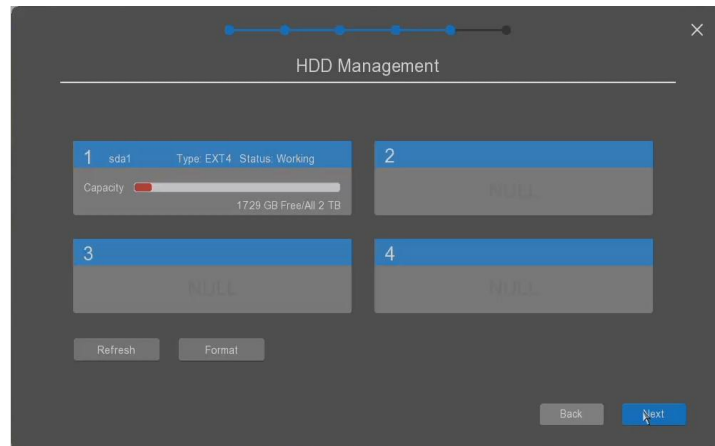 HDD Management
1 sda1 Type: EXT4 Status: Working
Capacity
1729 GB Free/All 2 TB
2
NULL
3
NULL
4
NULL
Refresh Format
Back Next